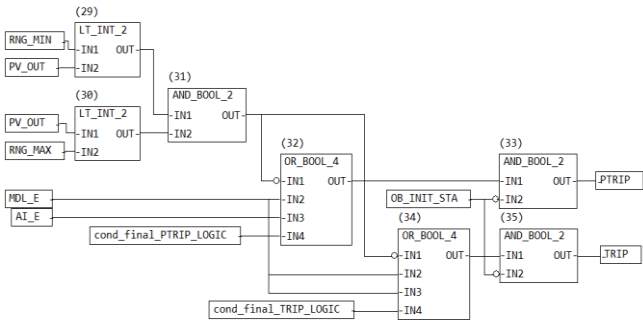 (29)
LT_INT_2
RNG_MIN
IN1 OUT
PV_OUT
IN2
(31)
AND_BOOL_2
(30)
LT_INT_2
IN1 OUT
PV_OUT
IN1 OUT
IN2
RNG_MAX
IN2
(32)
OR_BOOL_4
(33)
AND_BOOL_2
IN1 OUT
IN1 OUT
PTRIP
MDL_E
IN2
OB_INIT_STA
IN2
AI_E
IN3
(34)
OR_BOOL_4
(35)
AND_BOOL_2
cond_final_PTRIP_LOGIC
IN4
IN1 OUT
IN1 OUT
TRIP
IN2
IN2
IN3
cond_final_TRIP_LOGIC
IN4